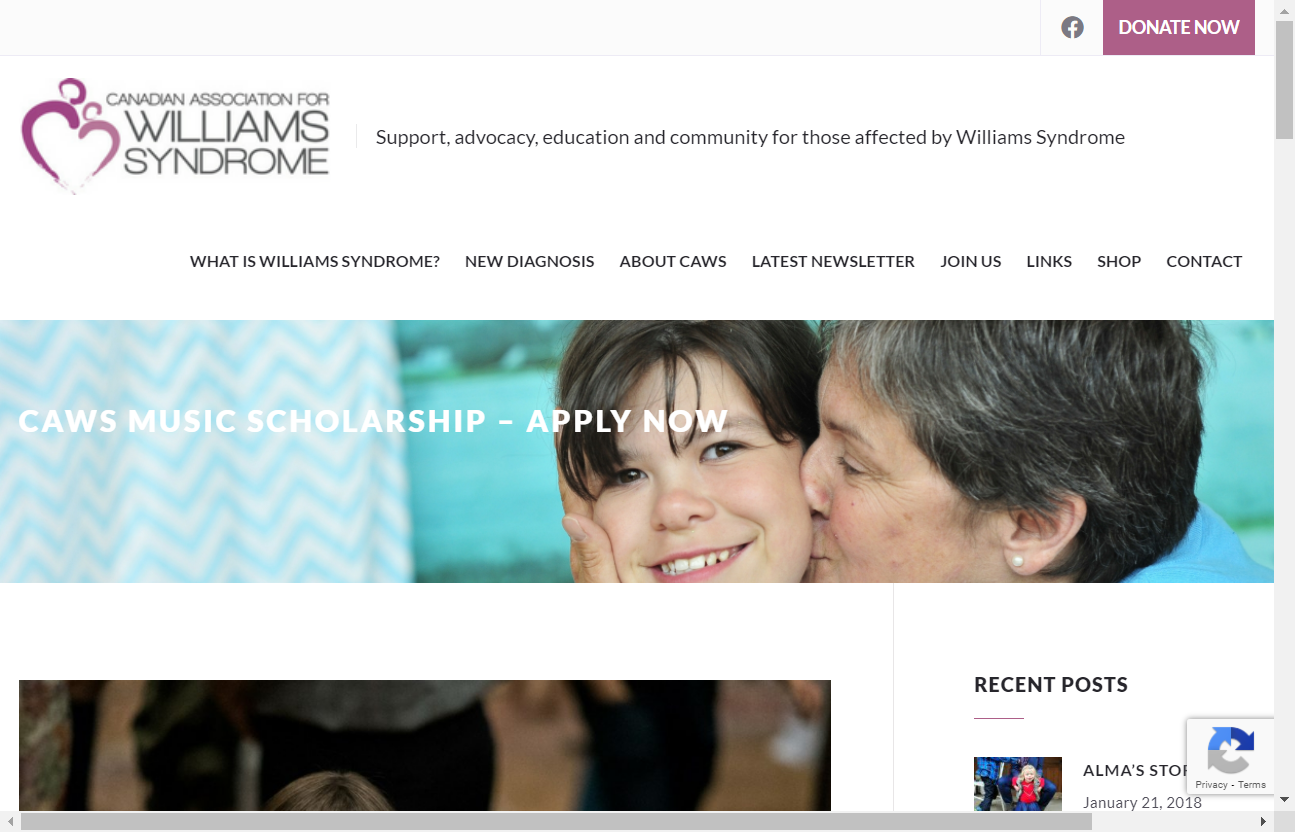 DONATE NOW
CANADIAN ASSOCIATION FOR
WILLIAMS
SYNDROME
Support, advocacy, education and community for those affected by Williams Syndrome
WHAT IS WILLIAMS SYNDROME? NEW DIAGNOSIS ABOUT CAWS LATEST NEWSLETTER JOIN US LINKS SHOP CONTACT
CAWS MUSIC SCHOLARSHIP – APPLY NOW
RECENT POSTS
ALMA'S
January 21, 2018
Privacy - Terms